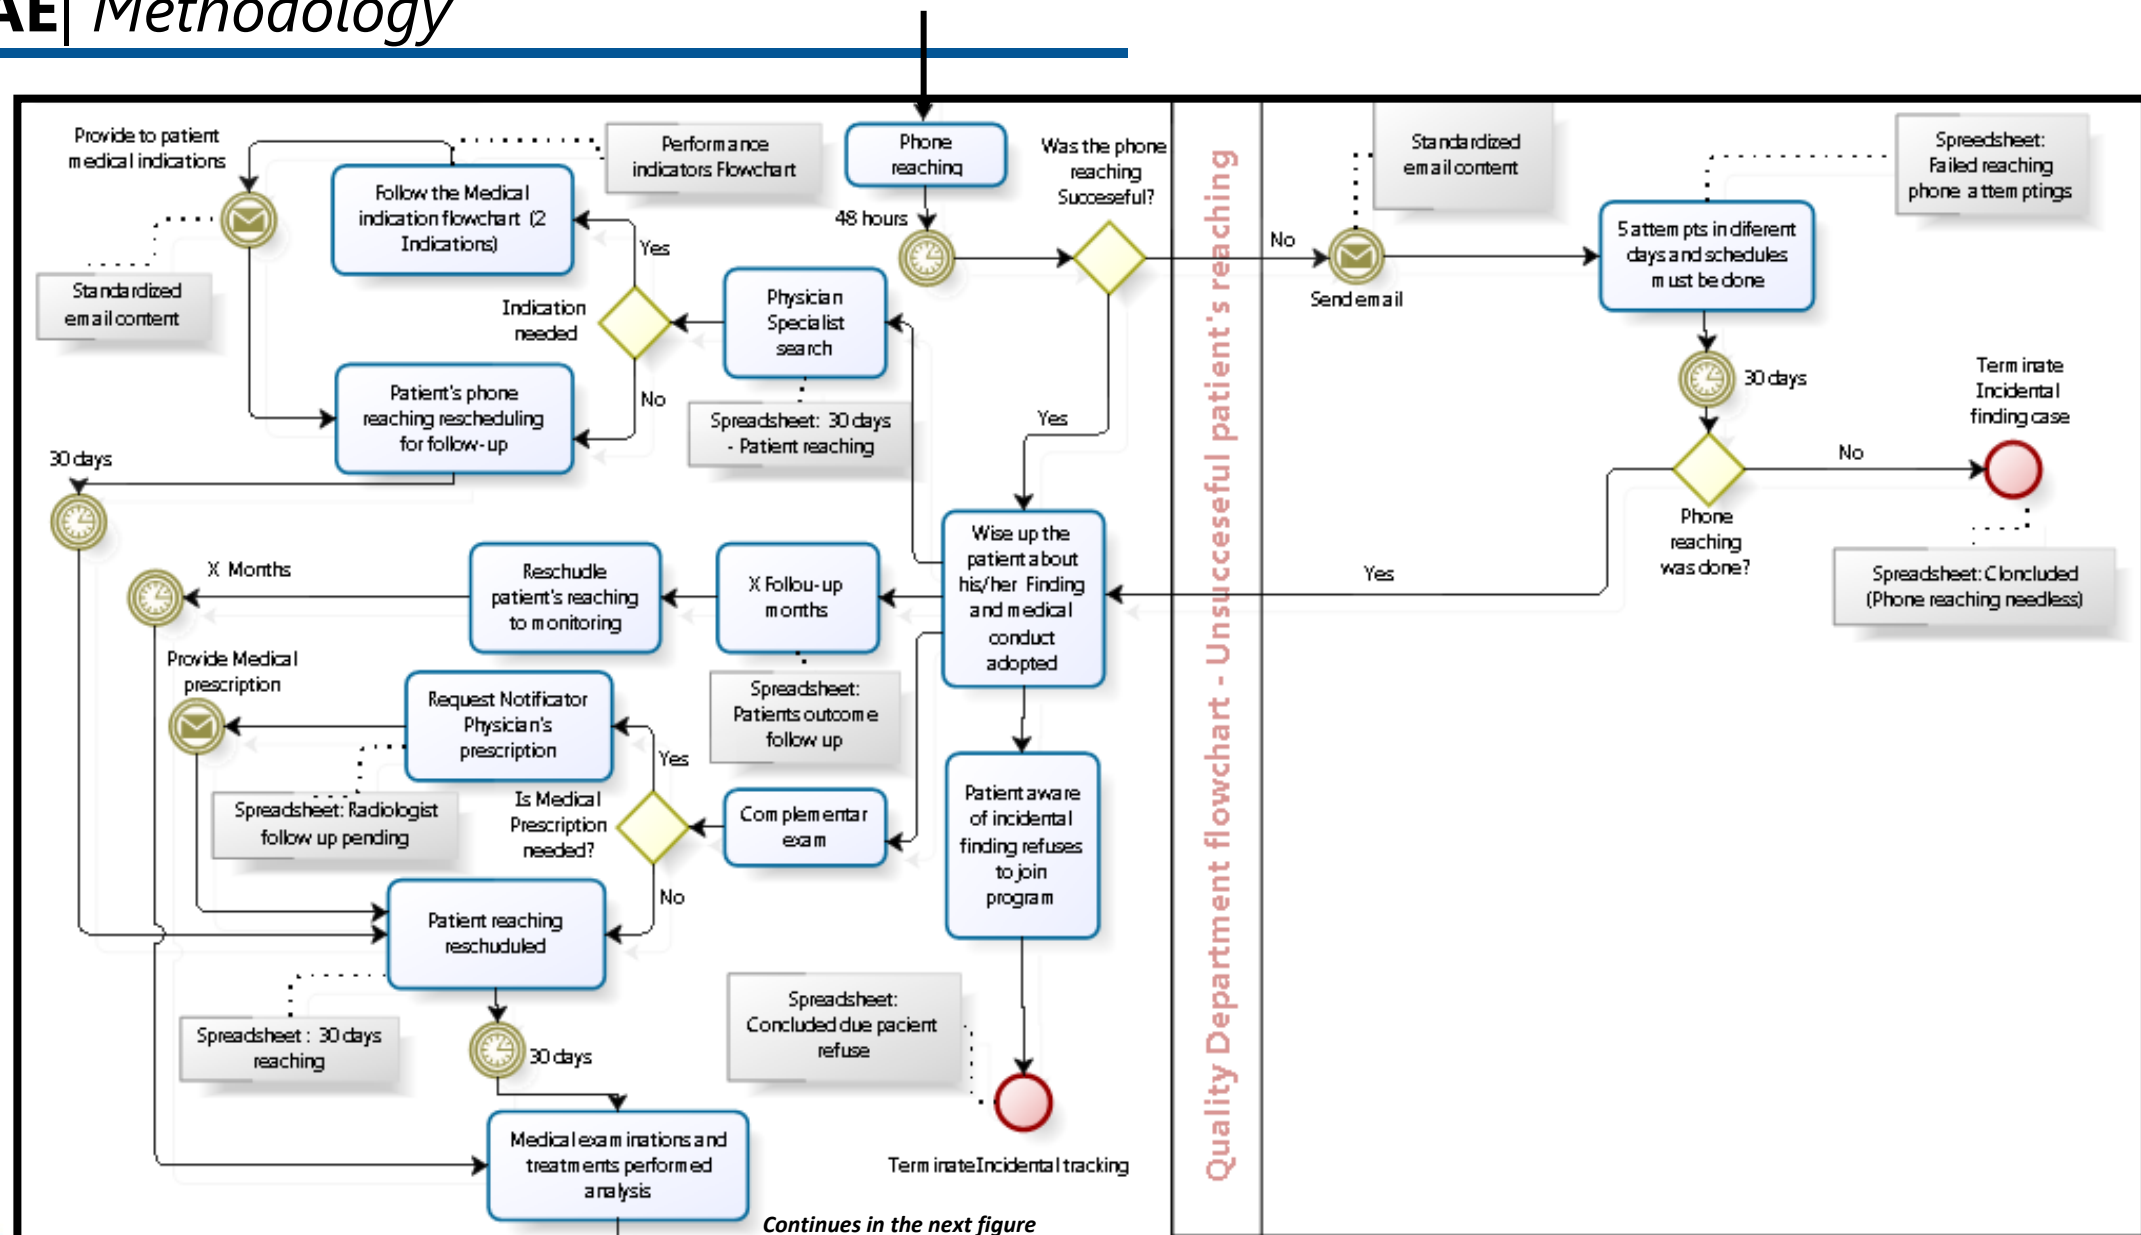 AE| Methodology
Provide to patient
medical indications
Performance
indicators Flowchart
Phone
reaching
Was the phone
reaching
Succeseful?
Standardized
email content
Spreedsheet:
Failed reaching
phone attemptings
Follow the Medical
indication flowchart (2
Indications)
48 hours
Yes
No
5 attempts in diferent
days and schedules
must be done
Send email
Standardized
email content
Indication
needed
Physician
Specialist
search
30 days
Terminate
Incidental
finding case
Patient's phone
reaching rescheduling
for follow-up
No
Spreadsheet: 30 days
- Patient reaching
Yes
No
30 days
Phone
reaching
was done?
Wise up the
patient about
his/her Finding
and medical
conduct
adopted
X Months
Reschudle
patient's reaching
to monitoring
X Follou-up
months
Yes
Spreadsheet: Cloncluded
(Phone reaching needless)
Provide Medical
prescription
Request Notificator
Physician's
prescription
Spreadsheet:
Patients outcome
follow up
Yes
Spreadsheet: Radiologist
follow up pending
Is Medical
Prescription
needed?
Complementar
exam
Patient aware
of incidental
finding refuses
to join
program
No
Patient reaching
reschuduled
Spreadsheet:
Concluded due pacient
refuse
Spreadsheet : 30 days
reaching
30 days
Medical examinations and
treatments performed
analysis
Terminate Incidental tracking
Continues in the next figure
Quality Department flowchart - Unsucceseful patient's reaching